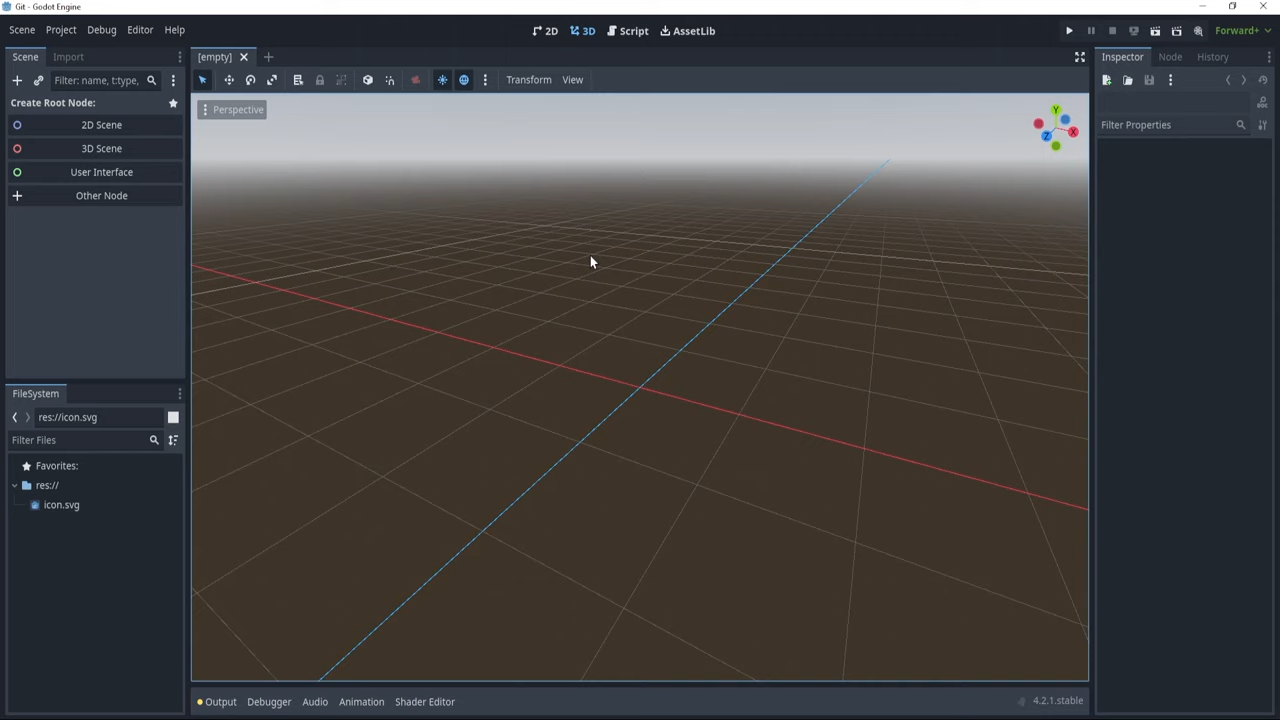 Git - Godot Engine
Scene Project Debug Editor Help
2D 3D Script AssetLib
Forward+
Scene Import
[empty]
Inspector Node History
Filter: name, t:type,
Transform View
Create Root Node:
Perspective
Y
X
Z
2D Scene
Filter Properties
3D Scene
User Interface
Other Node
FileSystem
res://icon.svg
Filter Files
Favorites:
res://
icon.svg
Output Debugger Audio Animation Shader Editor
4.2.1.stable